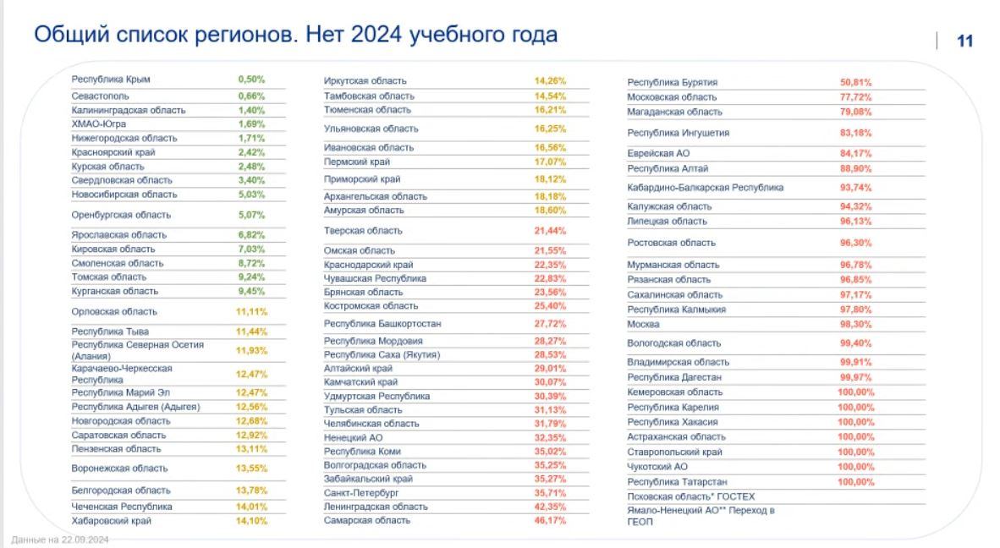 Общий список регионов. Нет 2024 учебного года
11
Республика Крым 0,50%
Севастополь 0,66%
Калининградская область 1,40%
ХМАО-Югра 1,69%
Нижегородская область 1,71%
Красноярский край 2,42%
Курская область 2,48%
Свердловская область 3,40%
Новосибирская область 5,03%
Оренбургская область 5,07%
Ярославская область 6,82%
Кировская область 7,03%
Смоленская область 8,72%
Томская область 9,24%
Курганская область 9,45%
Орловская область 11,11%
Республика Тыва 11,44%
Республика Северная Осетия
(Алания) 11,93%
Карачаево-Черкесская
Республика 12,47%
Республика Марий Эл 12,47%
Республика Адыгея (Адыгея) 12,56%
Новгородская область 12,68%
Саратовская область 12,92%
Пензенская область 13,11%
Воронежская область 13,55%
Белгородская область 13,78%
Чеченская Республика 14,01%
Хабаровский край 14,10%
Иркутская область 14,26%
Тамбовская область 14,54%
Тюменская область 16,21%
Ульяновская область 16,25%
Ивановская область 16,56%
Пермский край 17,07%
Приморский край 18,12%
Архангельская область 18,18%
Амурская область 18,60%
Тверская область 21,44%
Омская область 21,55%
Краснодарский край 22,35%
Чувашская Республика 22,83%
Брянская область 23,56%
Костромская область 25,40%
Республика Башкортостан 27,72%
Республика Мордовия 28,27%
Республика Саха (Якутия) 28,53%
Алтайский край 29,01%
Камчатский край 30,07%
Удмуртская Республика 30,39%
Тульская область 31,13%
Челябинская область 31,79%
Ненецкий АО 32,35%
Республика Коми 35,02%
Волгоградская область 35,25%
Забайкальский край 35,27%
Санкт-Петербург 35,71%
Ленинградская область 42,35%
Самарская область 46,17%
Республика Бурятия 50,81%
Московская область 77,72%
Магаданская область 79,08%
Республика Ингушетия 83,18%
Еврейская АО 84,17%
Республика Алтай 88,90%
Кабардино-Балкарская Республика 93,74%
Калужская область 94,32%
Липецкая область 96,13%
Ростовская область 96,30%
Мурманская область 96,78%
Рязанская область 96,85%
Сахалинская область 97,17%
Республика Калмыкия 97,80%
Москва 98,30%
Вологодская область 99,40%
Владимирская область 99,91%
Республика Дагестан 99,97%
Кемеровская область 100,00%
Республика Карелия 100,00%
Республика Хакасия 100,00%
Астраханская область 100,00%
Ставропольский край 100,00%
Чукотский АО 100,00%
Республика Татарстан 100,00%
Псковская область* ГОСТЕХ
Ямало-Ненецкий АО** Переход в
ГЕОП
Данные на 22.09.2024